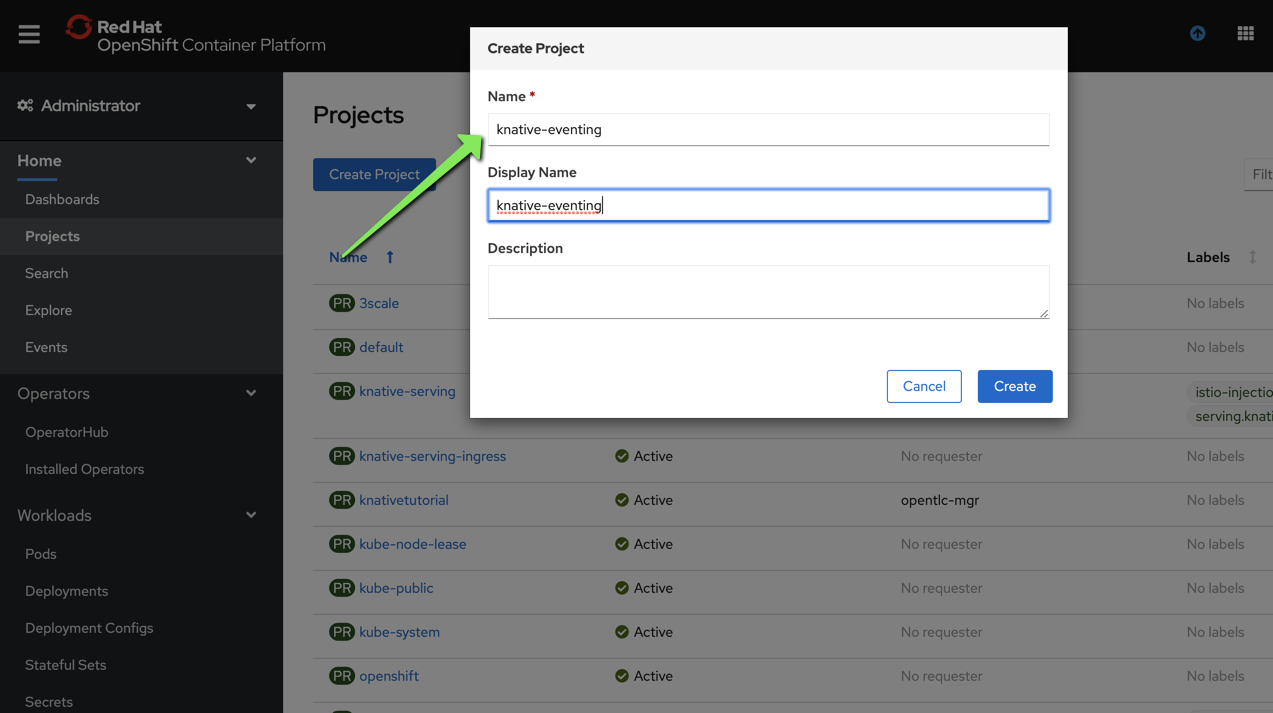 Red Hat
OpenShift Container Platform
Administrator
Home
Dashboards
Projects
Search
Explore
Events
Operators
OperatorHub
Installed Operators
Workloads
Pods
Deployments
Deployment Configs
Stateful Sets
Secrets
Projects
Create Project
Filt
Create Project
Name *
knative-eventing
Display Name
knative-eventing
Description
Cancel
Create
Name
Labels
PR 3scale No labels
PR default No labels
PR knative-serving istio-injectio
serving.knati
PR knative-serving-ingress Active No requester No labels
PR knativetutorial Active opentlc-mgr No labels
PR kube-node-lease Active No requester No labels
PR kube-public Active No requester No labels
PR kube-system Active No requester No labels
PR openshift Active No requester No labels